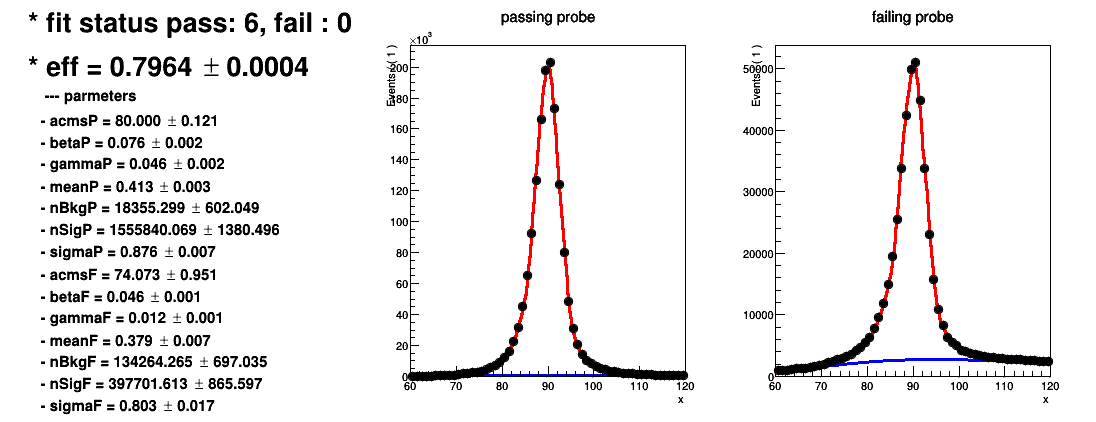 * fit status pass: 6, fail : 0
* eff = 0.7964 ± 0.0004
--- parmeters
- acmsP = 80.000 ± 0.121
- betaP = 0.076 ± 0.002
- gammaP = 0.046 ± 0.002
- meanP = 0.413 ± 0.003
- nBkgP = 18355.299 ± 602.049
- nSigP = 1555840.069 ± 1380.496
- sigmaP = 0.876 ± 0.007
- acmsF = 74.073 ± 0.951
- betaF = 0.046 ± 0.001
- gammaF = 0.012 ± 0.001
- meanF = 0.379 ± 0.007
- nBkgF = 134264.265 ± 697.035
- nSigF = 397701.613 ± 865.597
- sigmaF = 0.803 ± 0.017
passing probe
×10³
Events / ( 1 )
200
180
160
140
120
100
80
60
40
20
0
60 70 80 90 100 110 120
x
failing probe
Events / ( 1 )
50000
40000
30000
20000
10000
0
60 70 80 90 100 110 120
x